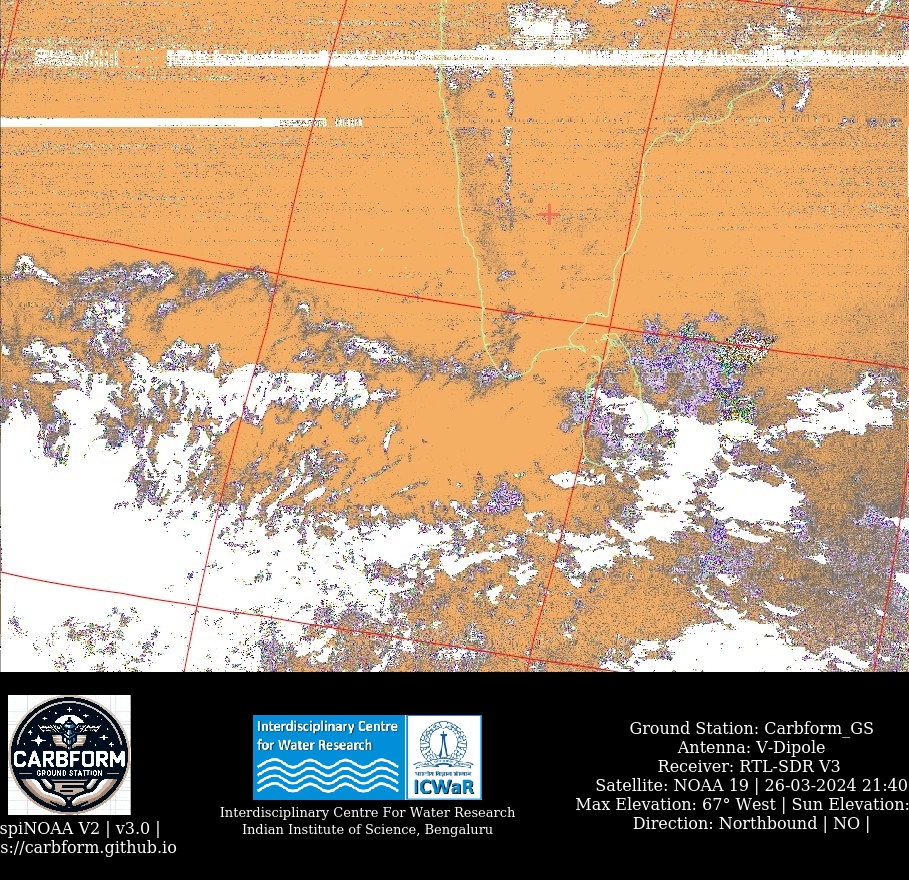 CARBFORM
GROUND STATION
spiNOAA V2 | v3.0 |
s://carbform.github.io
Interdisciplinary Centre
for Water Research
भारतीय विज्ञान संस्थान
ICWaR
Interdisciplinary Centre For Water Research
Indian Institute of Science, Bengaluru
Ground Station: Carbform_GS
Antenna: V-Dipole
Receiver: RTL-SDR V3
Satellite: NOAA 19 | 26-03-2024 21:40
Max Elevation: 67° West | Sun Elevation:
Direction: Northbound | NO |